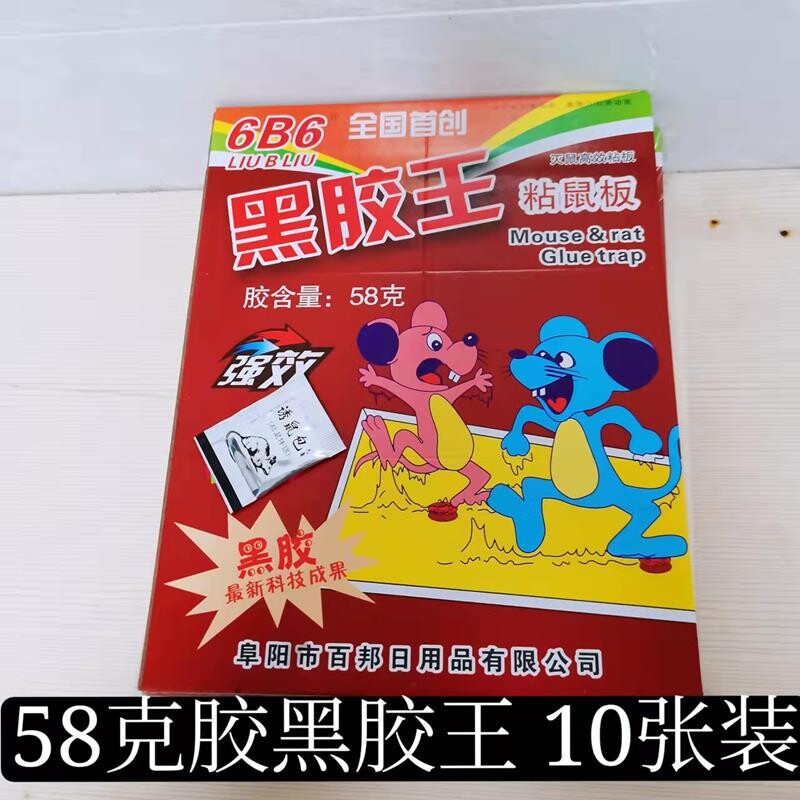 6B6
LIU B LIU
全国首创
灭鼠高效粘板
黑胶王
粘鼠板
Mouse & rat
Glue trap
胶含量：58克
强效
诱鼠包
黑胶
最新科技成果
阜阳市百邦日用品有限公司
58克胶黑胶王 10张装